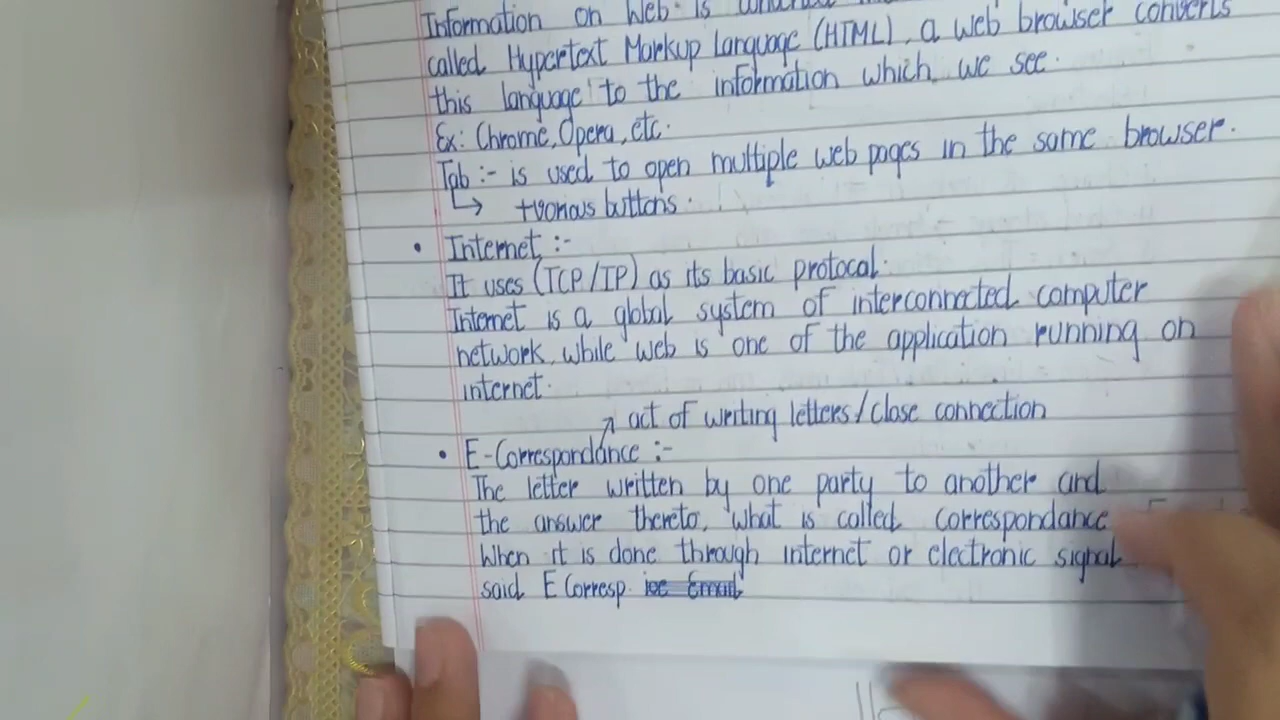 Information on Web is
called Hypertext Markup Language (HTML), a web browser converts
this language to the information which we see.
Ex: Chrome, Opera, etc.
Tab :- is used to open multiple web pages in the same browser.
↳ +various buttons.
• Internet :-
It uses (TCP/IP) as its basic protocal.
Internet is a global system of interconnected computer
network, while web is one of the application running on
internet.
↗ act of writing letters/close connection
• E-Correspondance :-
The letter written by one party to another and
the answer thereto, what is called correspondance
When it is done through internet or electronic signal
said E Corresp.